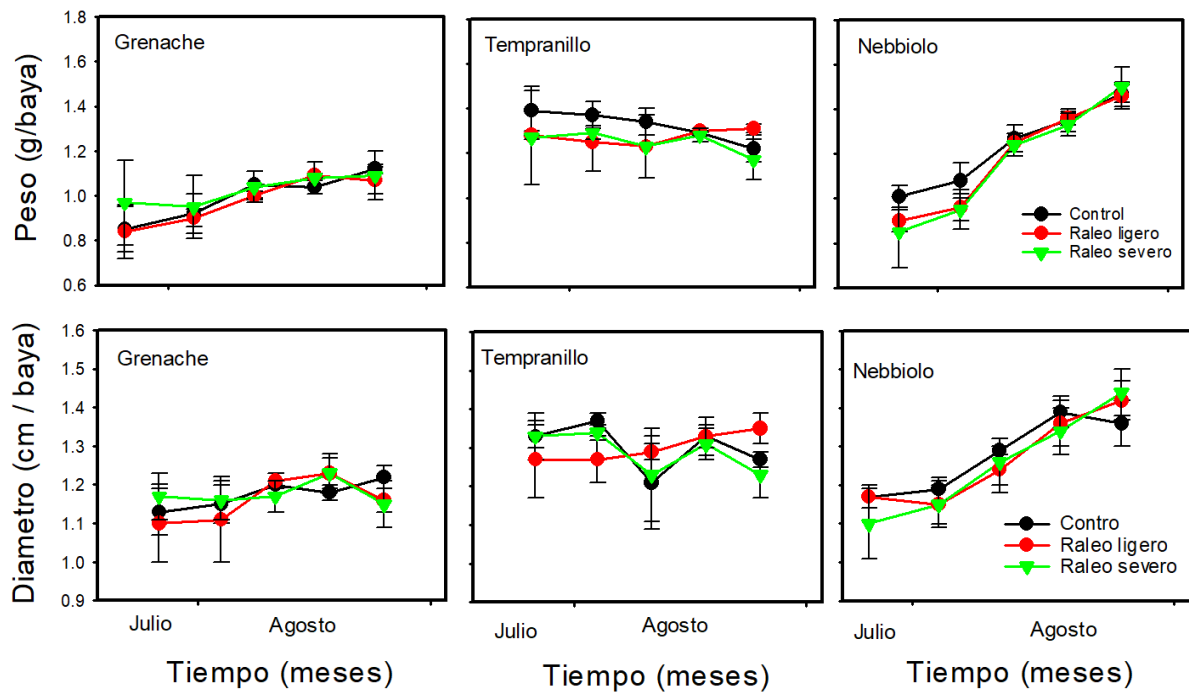 Peso (g/baya)
1.8
1.6
1.4
1.2
1.0
0.8
0.6
Grenache
Tempranillo
Nebbiolo
Control
Raleo ligero
Raleo severo
Diametro (cm / baya)
1.6
1.5
1.4
1.3
1.2
1.1
1.0
0.9
Grenache
Tempranillo
Nebbiolo
Contro
Raleo ligero
Raleo severo
Julio Agosto
Julio Agosto
Julio Agosto
Tiempo (meses)
Tiempo (meses)
Tiempo (meses)